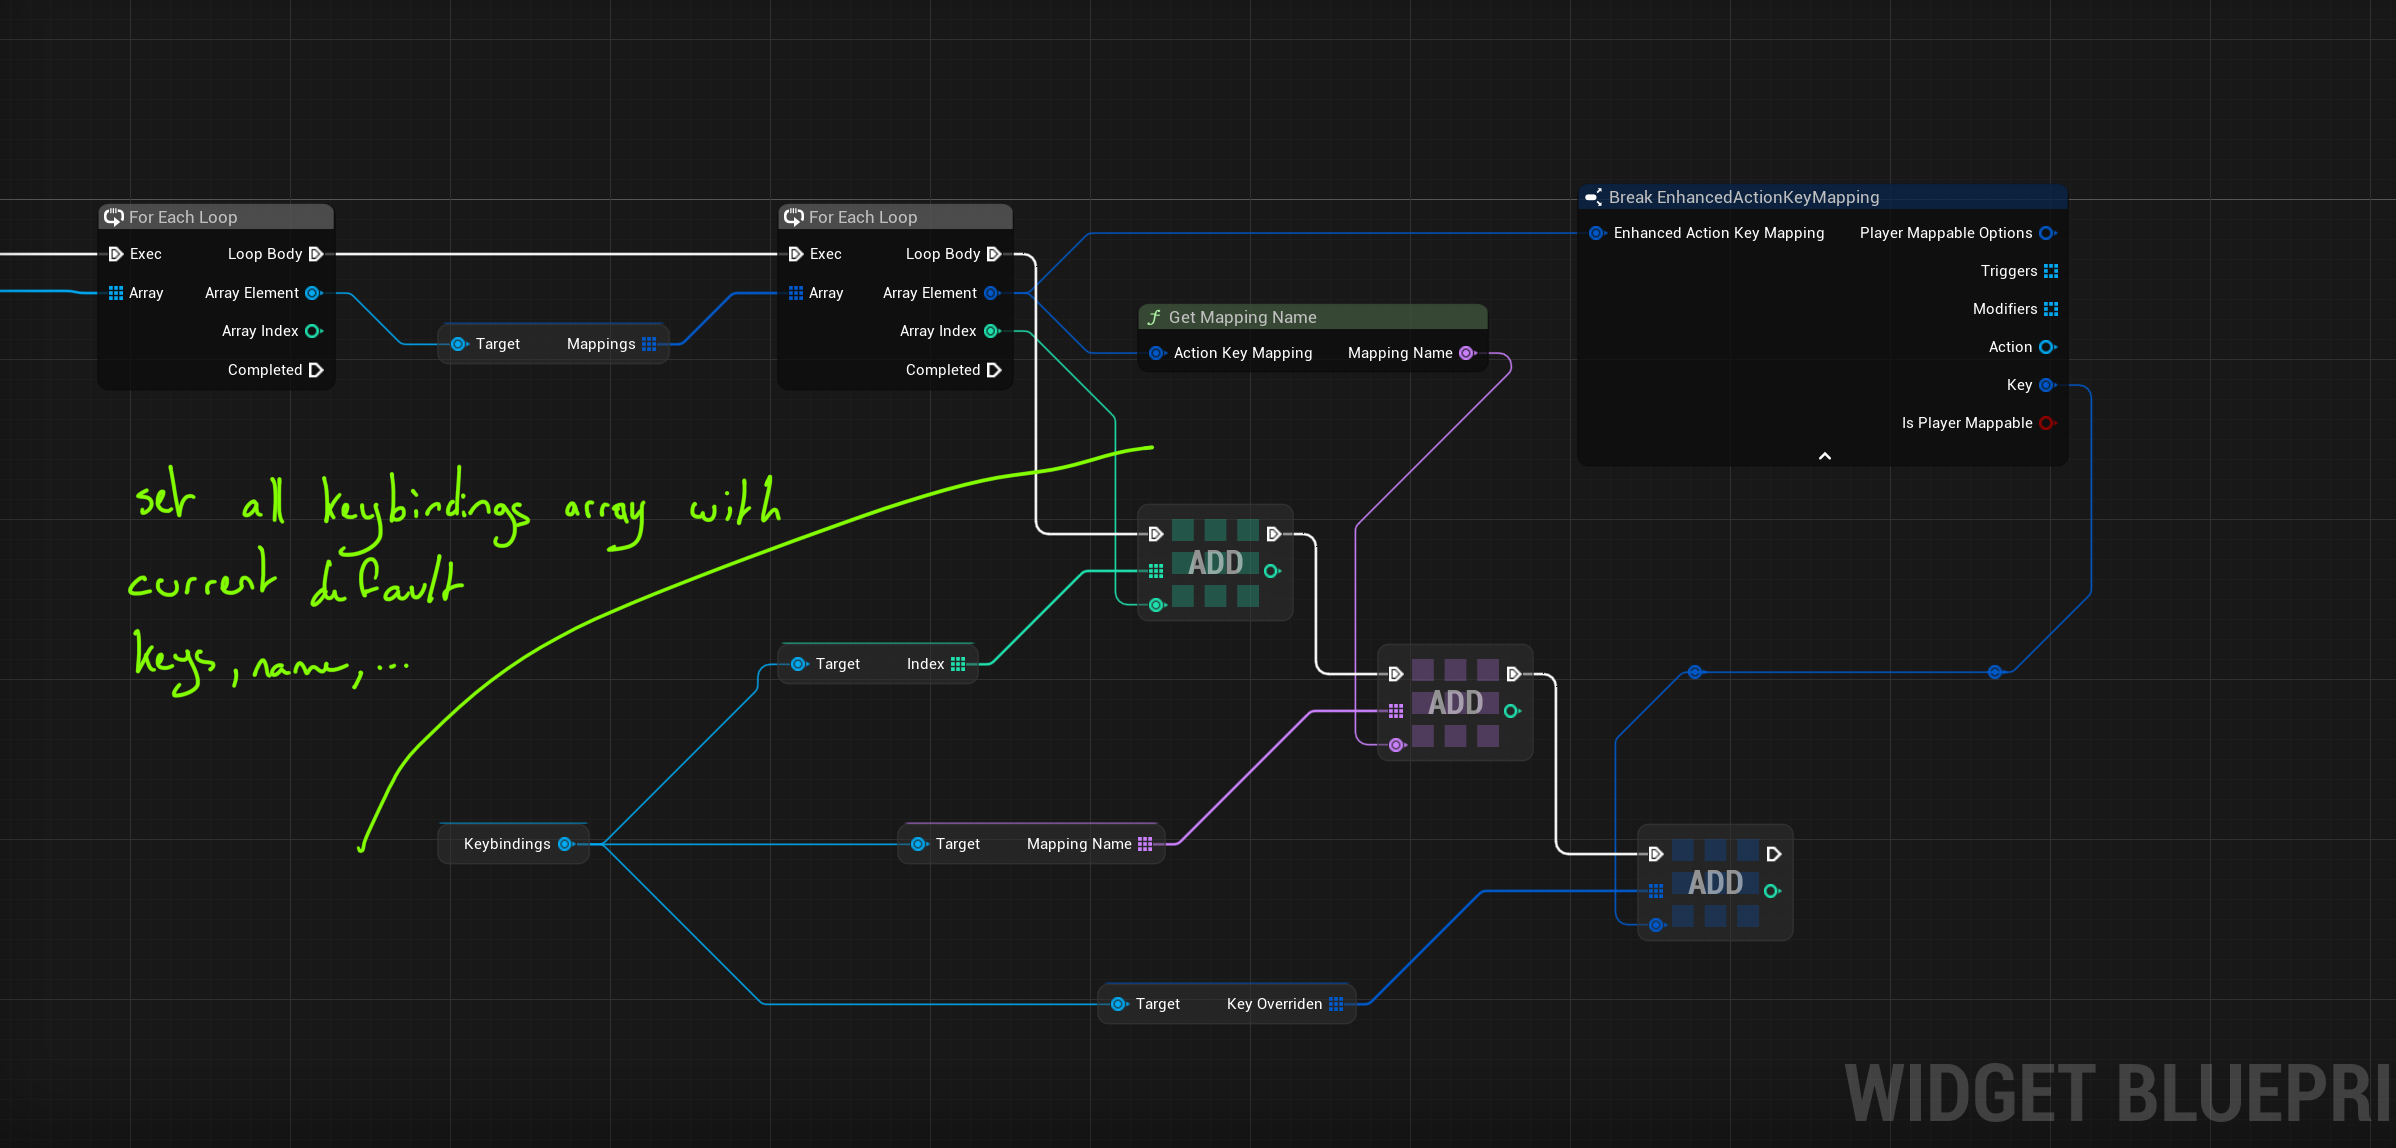 For Each Loop
Exec Loop Body
Array Array Element
Array Index
Completed
Target Mappings
For Each Loop
Exec Loop Body
Array Array Element
Array Index
Completed
Get Mapping Name
Action Key Mapping Mapping Name
Break EnhancedActionKeyMapping
Enhanced Action Key Mapping Player Mappable Options
Triggers
Modifiers
Action
Key
Is Player Mappable
set all keybindings array with
current default
keys, name, ...
ADD
Target Index
ADD
Keybindings
Target Mapping Name
ADD
Target Key Overriden
WIDGET BLUEPRI